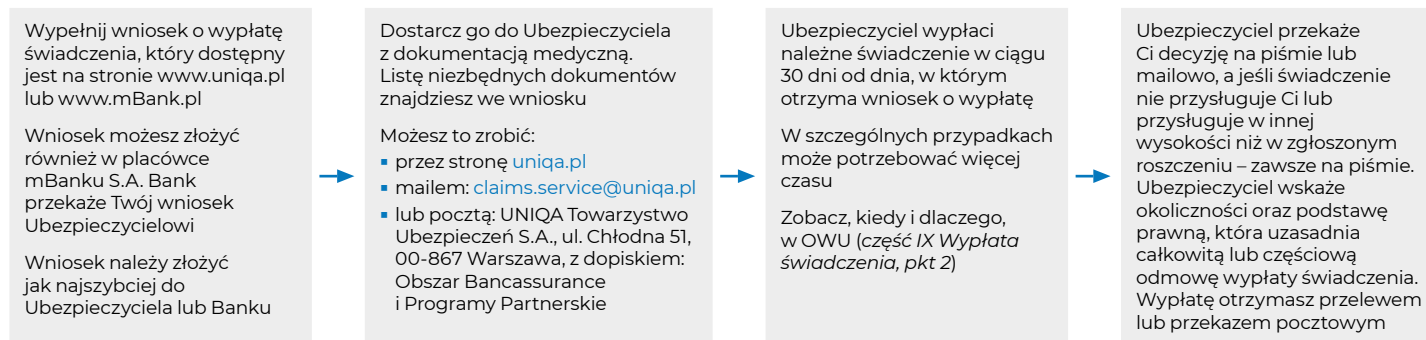 Wypełnij wniosek o wypłatę
świadczenia, który dostępny
jest na stronie www.uniqa.pl
lub www.mBank.pl
Wniosek możesz złożyć
również w placówce
mBanku S.A. Bank
przekaże Twój wniosek
Ubezpieczycielowi
Wniosek należy złożyć
jak najszybciej do
Ubezpieczyciela lub Banku
Dostarcz go do Ubezpieczyciela
z dokumentacją medyczną.
Listę niezbędnych dokumentów
znajdziesz we wniosku
Możesz to zrobić:
▪ przez stronę uniqa.pl
▪ mailem: claims.service@uniqa.pl
▪ lub pocztą: UNIQA Towarzystwo
Ubezpieczeń S.A., ul. Chłodna 51,
00-867 Warszawa, z dopiskiem:
Obszar Bancassurance
i Programy Partnerskie
Ubezpieczyciel wypłaci
należne świadczenie w ciągu
30 dni od dnia, w którym
otrzyma wniosek o wypłatę
W szczególnych przypadkach
może potrzebować więcej
czasu
Zobacz, kiedy i dlaczego,
w OWU (część IX Wypłata
świadczenia, pkt 2)
Ubezpieczyciel przekaże
Ci decyzję na piśmie lub
mailowo, a jeśli świadczenie
nie przysługuje Ci lub
przysługuje w innej
wysokości niż w zgłoszonym
roszczeniu – zawsze na piśmie.
Ubezpieczyciel wskaże
okoliczności oraz podstawę
prawną, która uzasadnia
całkowitą lub częściową
odmowę wypłaty świadczenia.
Wypłatę otrzymasz przelewem
lub przekazem pocztowym